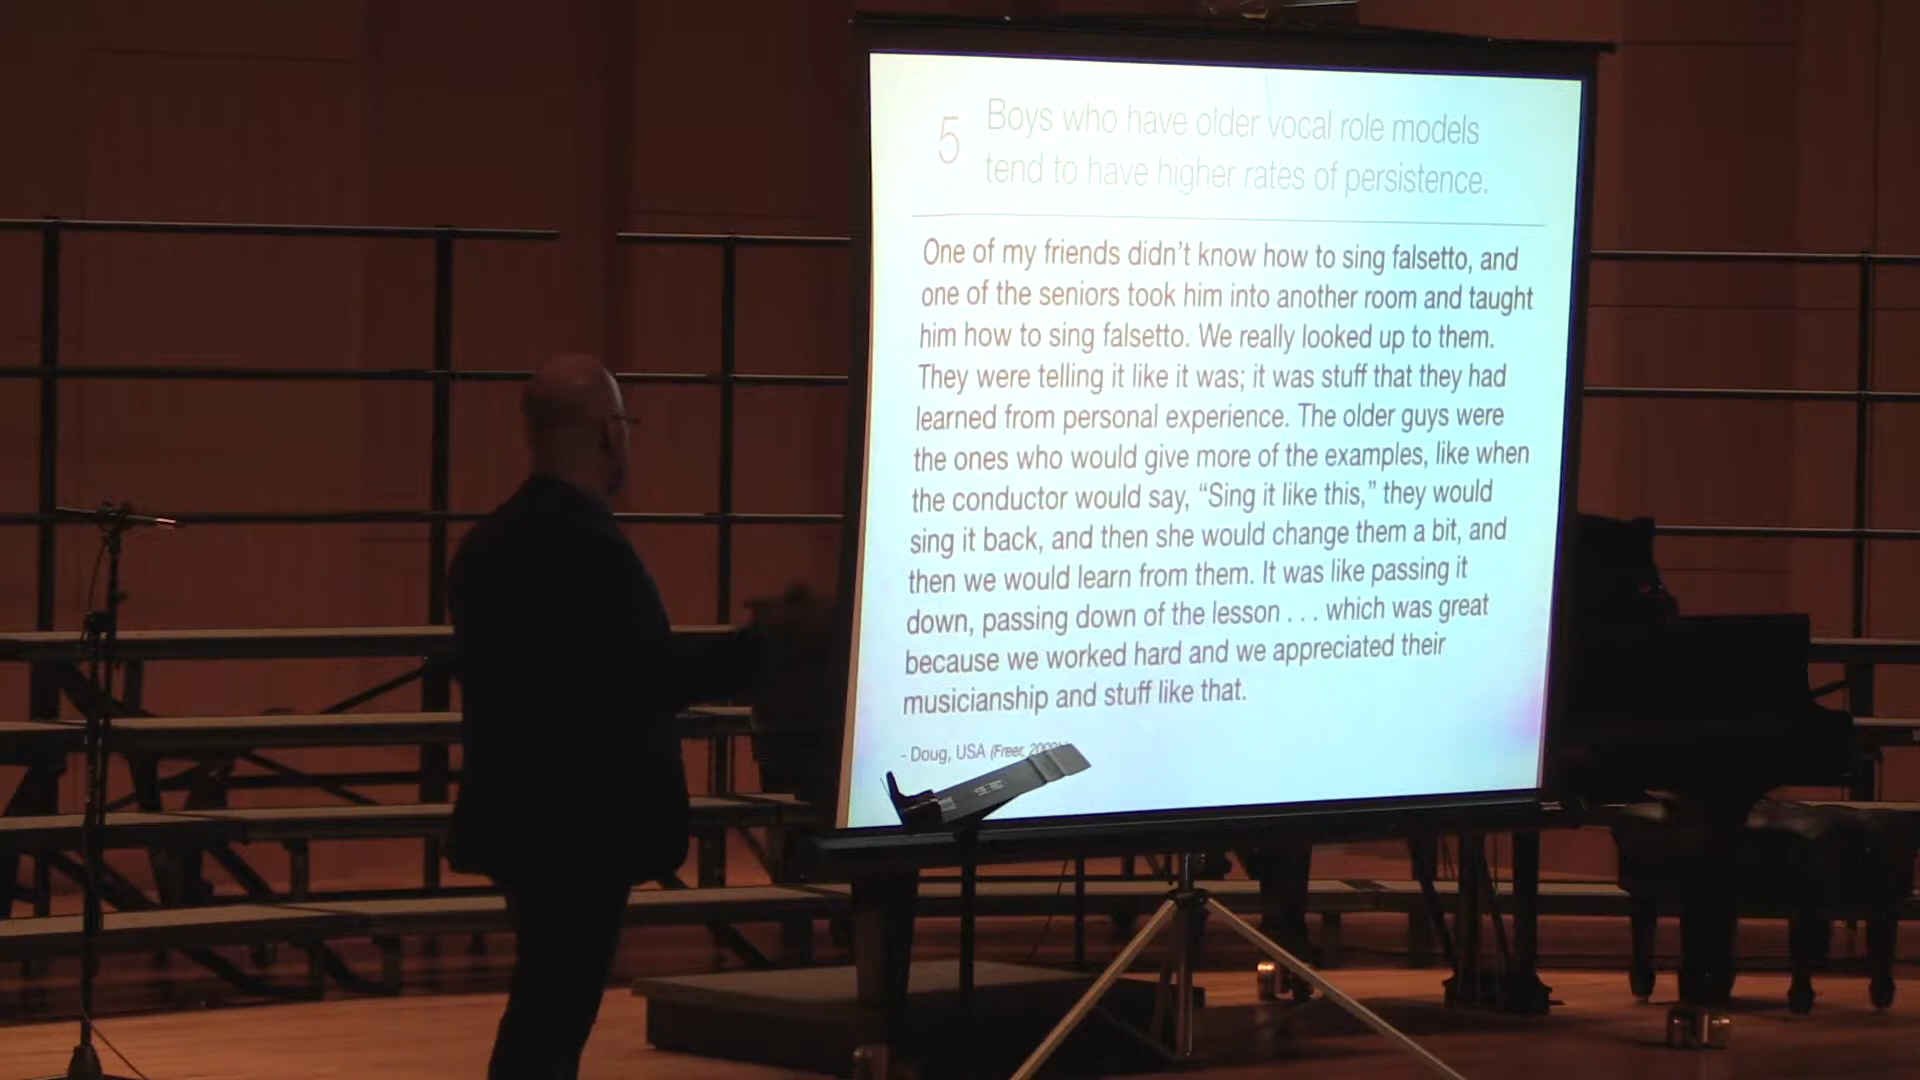 5 Boys who have older vocal role models
tend to have higher rates of persistence.
One of my friends didn't know how to sing falsetto, and
one of the seniors took him into another room and taught
him how to sing falsetto. We really looked up to them.
They were telling it like it was; it was stuff that they had
learned from personal experience. The older guys were
the ones who would give more of the examples, like when
the conductor would say, “Sing it like this,” they would
sing it back, and then she would change them a bit, and
then we would learn from them. It was like passing it
down, passing down of the lesson . . . which was great
because we worked hard and we appreciated their
musicianship and stuff like that.
- Doug, USA (Freer,